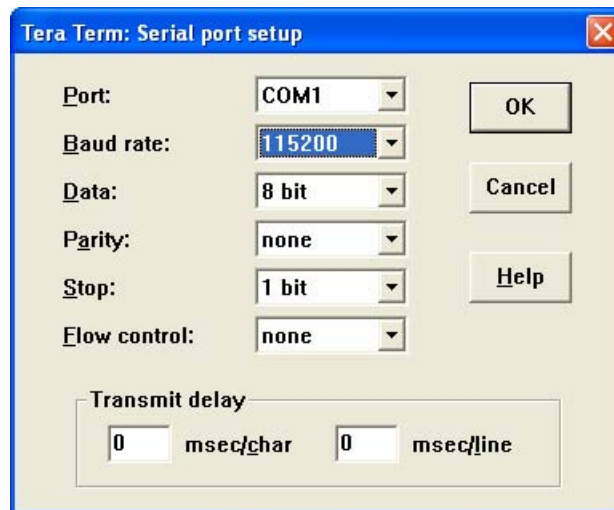 Tera Term: Serial port setup
Port: COM1 OK
Baud rate: 115200
Data: 8 bit Cancel
Parity: none
Stop: 1 bit Help
Flow control: none
Transmit delay
0 msec/char 0 msec/line